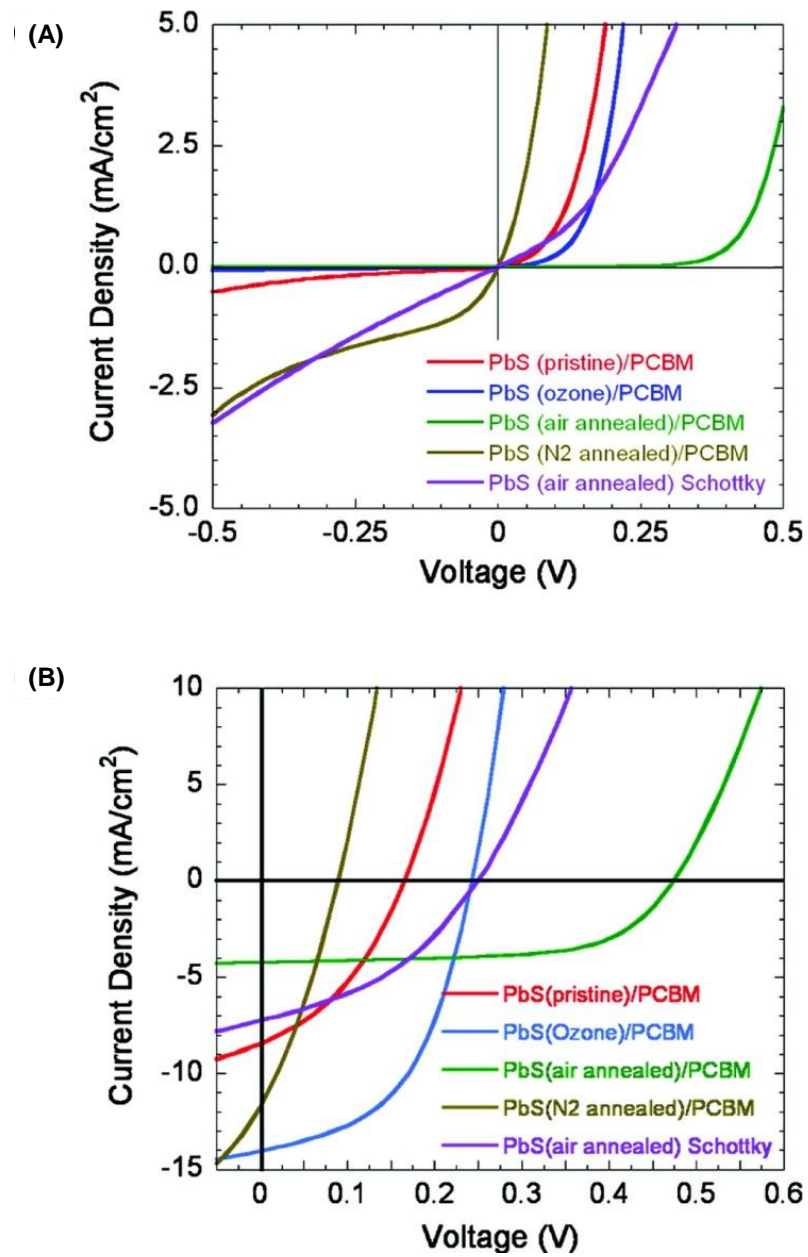 (A)
Current Density (mA/cm²)
5.0
2.5
0.0
-2.5
-5.0
PbS (pristine)/PCBM
PbS (ozone)/PCBM
PbS (air annealed)/PCBM
PbS (N2 annealed)/PCBM
PbS (air annealed) Schottky
-0.5 -0.25 0 0.25 0.5
Voltage (V)
(B)
Current Density (mA/cm²)
10
5
0
-5
-10
-15
PbS(pristine)/PCBM
PbS(Ozone)/PCBM
PbS(air annealed)/PCBM
PbS(N2 annealed)/PCBM
PbS(air annealed) Schottky
0 0.1 0.2 0.3 0.4 0.5 0.6
Voltage (V)